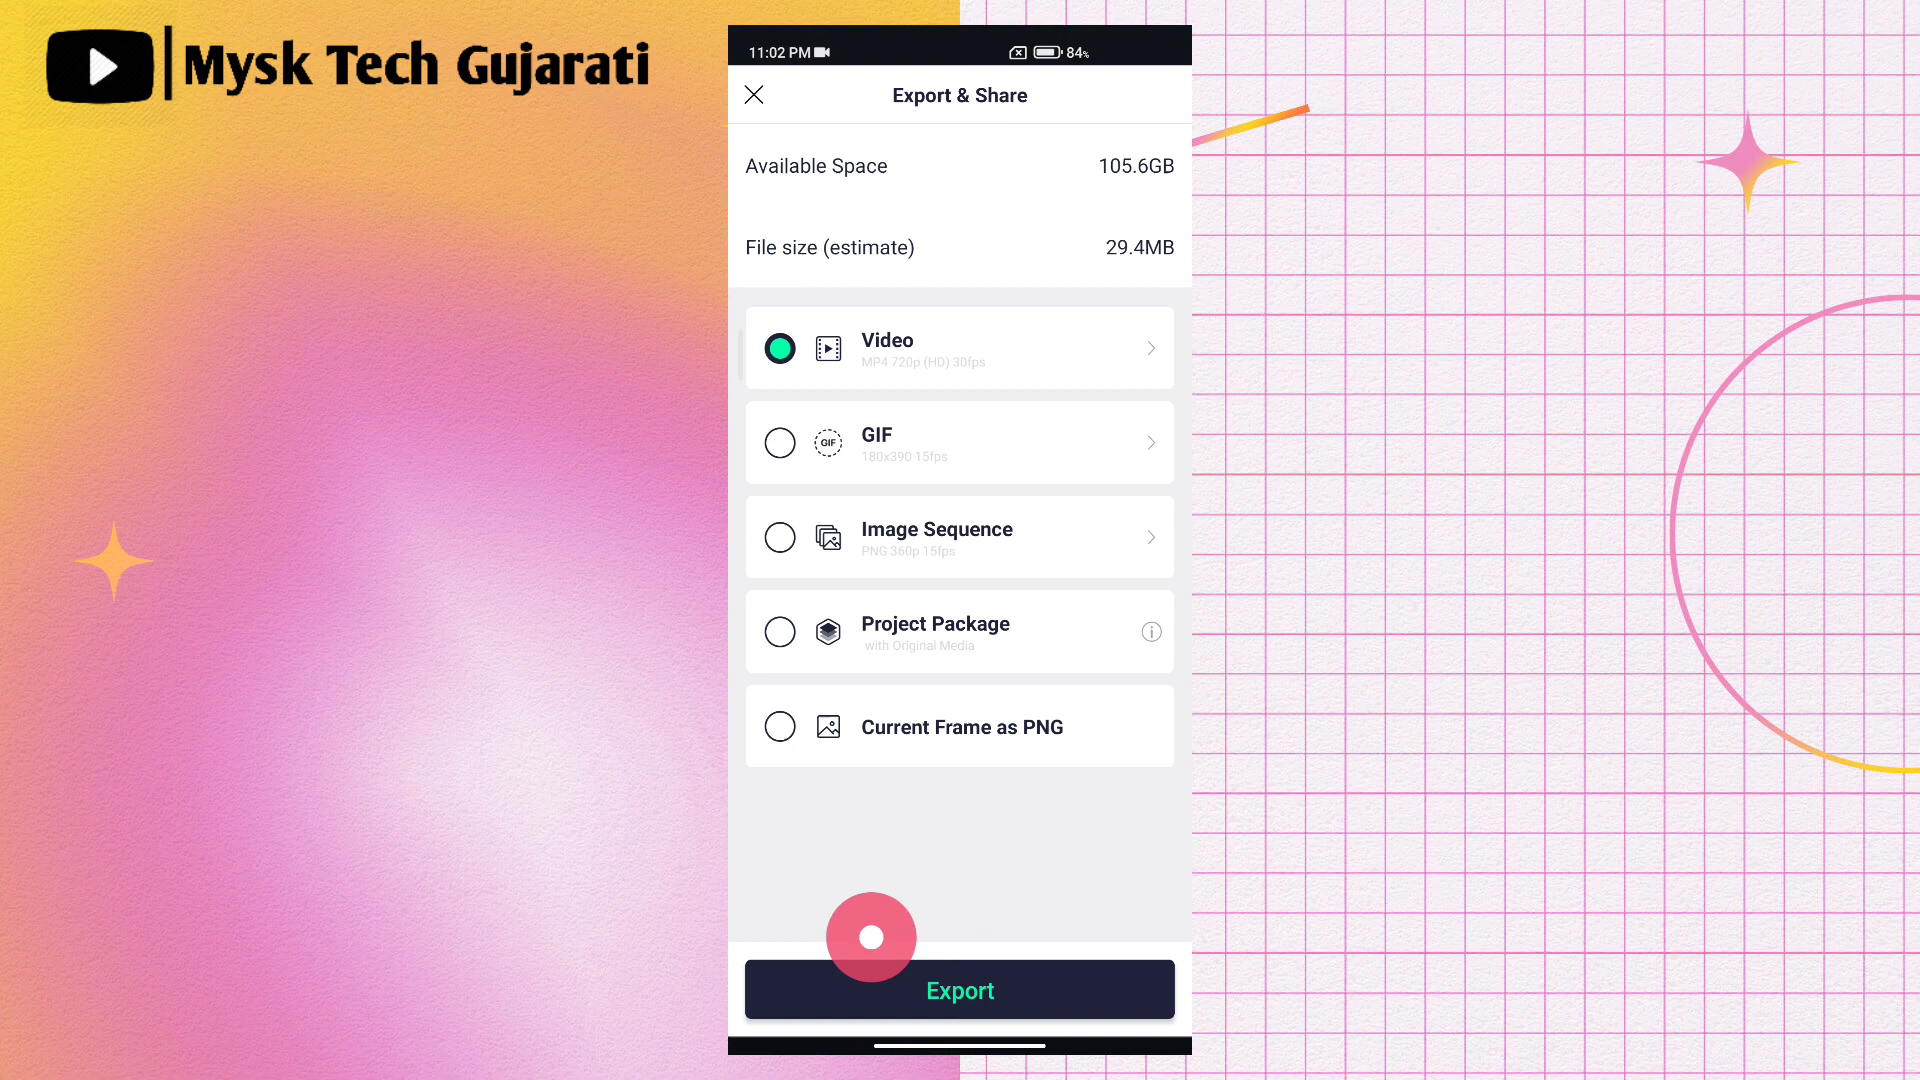 Mysk Tech Gujarati
11:02 PM 84%
Export & Share
Available Space 105.6GB
File size (estimate) 29.4MB
Video
MP4 720p (HD) 30fps
GIF
GIF
180x390 15fps
Image Sequence
PNG 360p 15fps
Project Package
with Original Media
Current Frame as PNG
Export